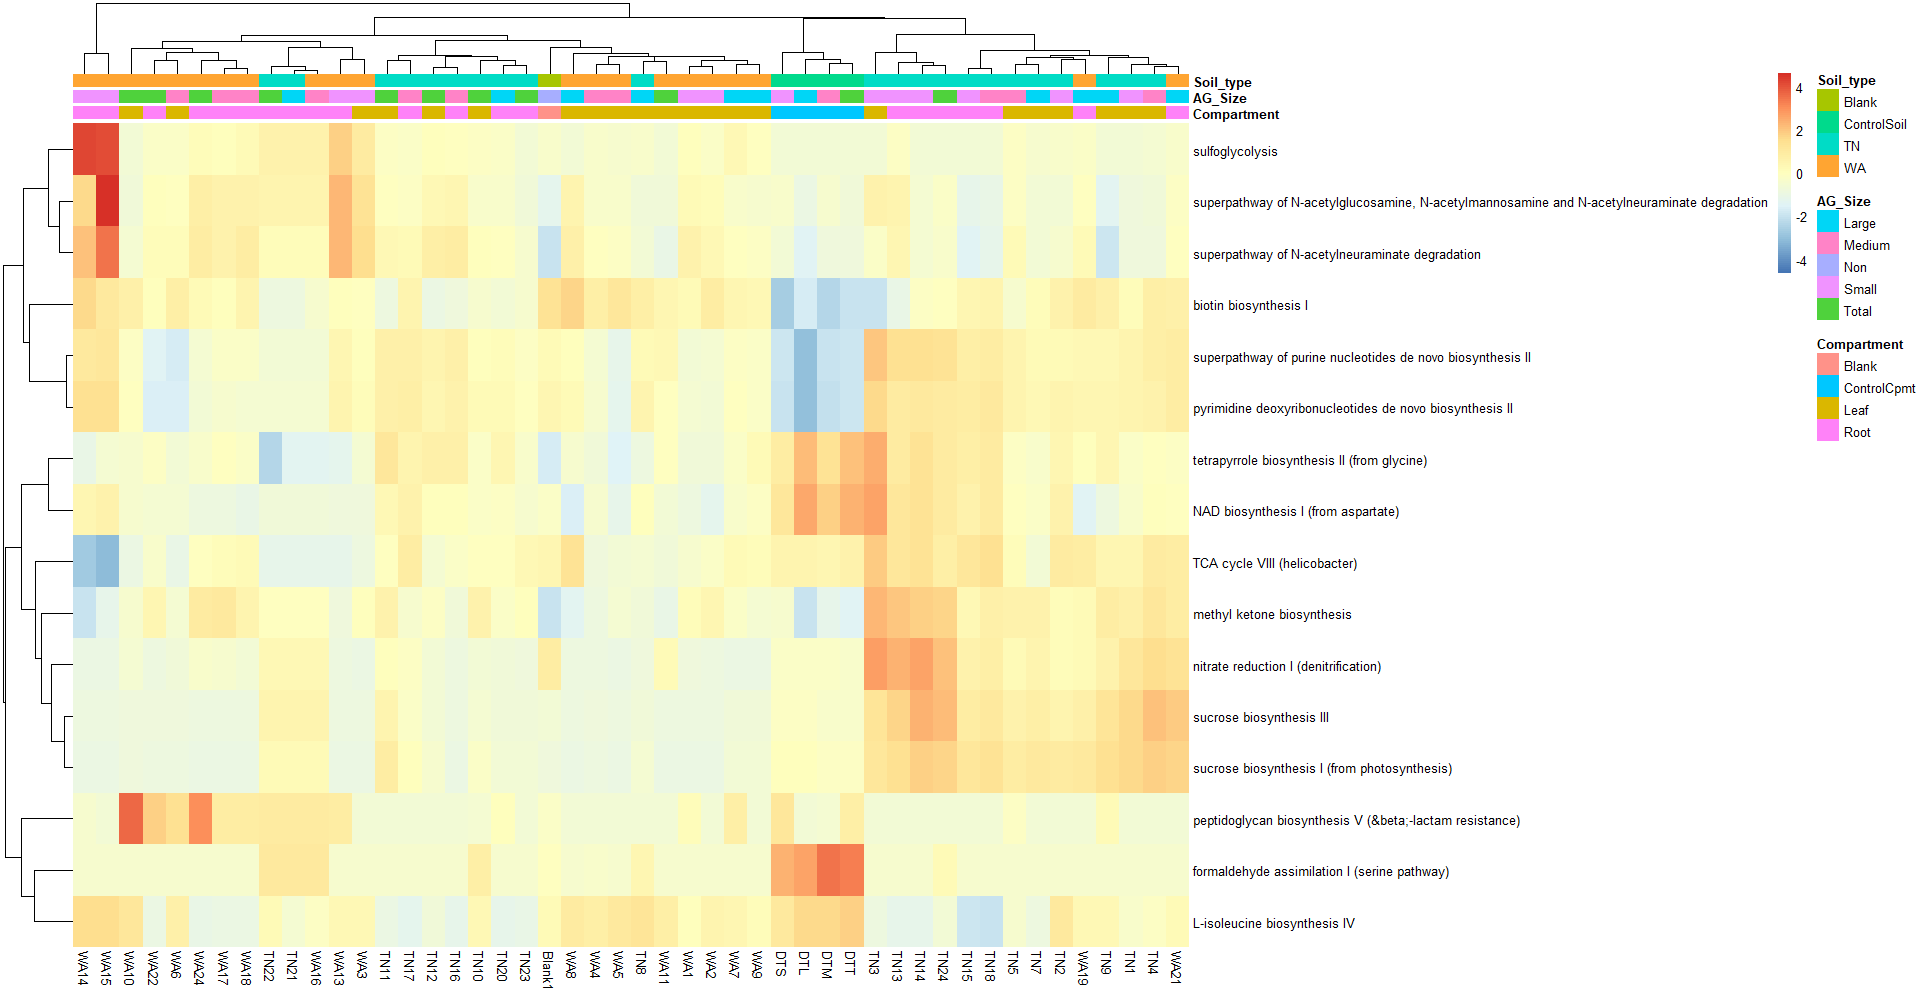 Soil_type
AG_Size
Compartment
sulfoglycolysis
superpathway of N-acetylglucosamine, N-acetylmannosamine and N-acetylneuraminate degradation
superpathway of N-acetylneuraminate degradation
biotin biosynthesis I
superpathway of purine nucleotides de novo biosynthesis II
pyrimidine deoxyribonucleotides de novo biosynthesis II
tetrapyrrole biosynthesis II (from glycine)
NAD biosynthesis I (from aspartate)
TCA cycle VIII (helicobacter)
methyl ketone biosynthesis
nitrate reduction I (denitrification)
sucrose biosynthesis III
sucrose biosynthesis I (from photosynthesis)
peptidoglycan biosynthesis V (&beta;-lactam resistance)
formaldehyde assimilation I (serine pathway)
L-isoleucine biosynthesis IV
WA14
WA15
WA10
WA22
WA6
WA24
WA17
WA18
TN22
TN21
WA16
WA13
WA3
TN11
TN17
TN12
TN16
TN10
TN20
TN23
Blank1
WA8
WA4
WA5
TN8
WA11
WA1
WA2
WA7
WA9
DTS
DTL
DTM
DTT
TN3
TN13
TN14
TN24
TN15
TN18
TN5
TN7
TN2
WA19
TN9
TN1
TN4
WA21
4
2
0
-2
-4
Soil_type
Blank
ControlSoil
TN
WA
AG_Size
Large
Medium
Non
Small
Total
Compartment
Blank
ControlCpmt
Leaf
Root